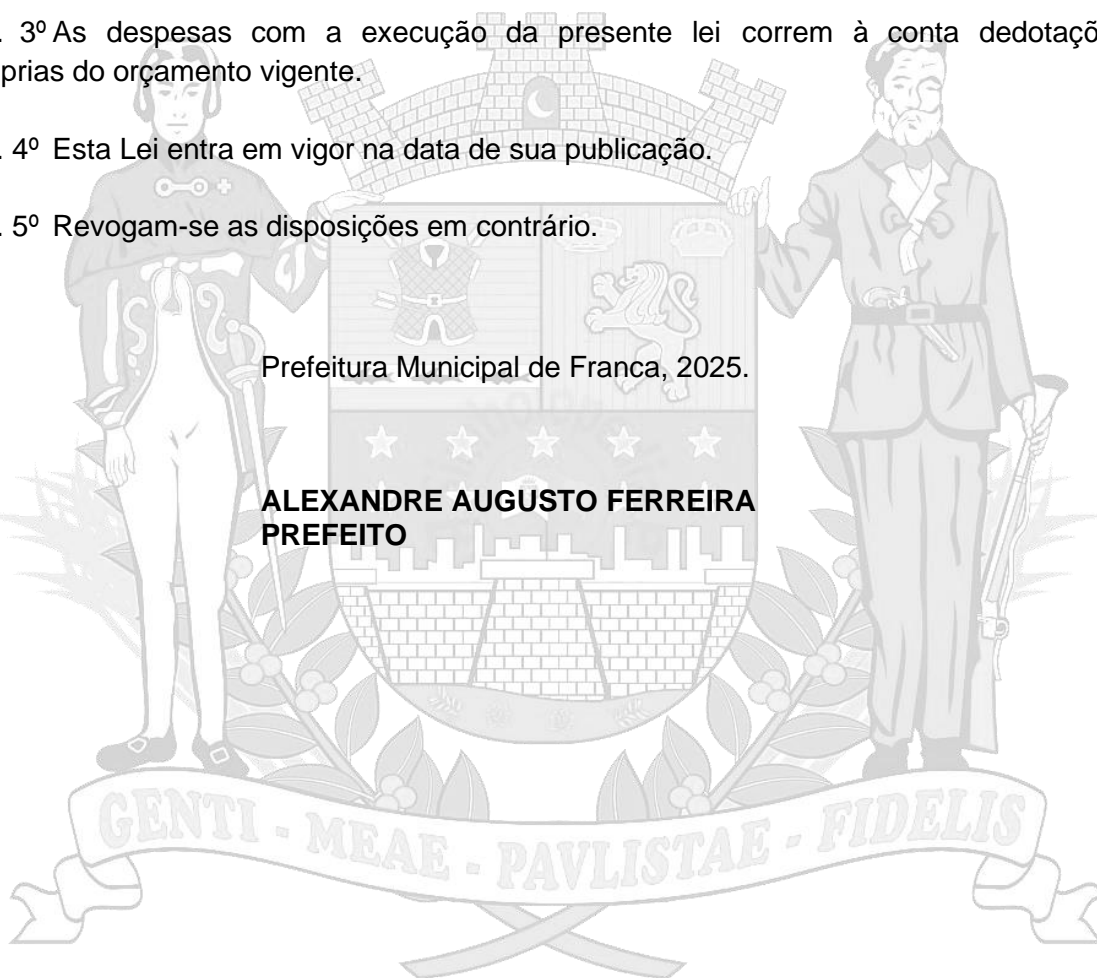 . 3º As despesas com a execução da presente lei correm à conta dedotaçõ
prias do orçamento vigente.
. 4º Esta Lei entra em vigor na data de sua publicação.
. 5º Revogam-se as disposições em contrário.
Prefeitura Municipal de Franca, 2025.
ALEXANDRE AUGUSTO FERREIRA
PREFEITO
GENTI - MEAE - PAVLISTAE - FIDELIS